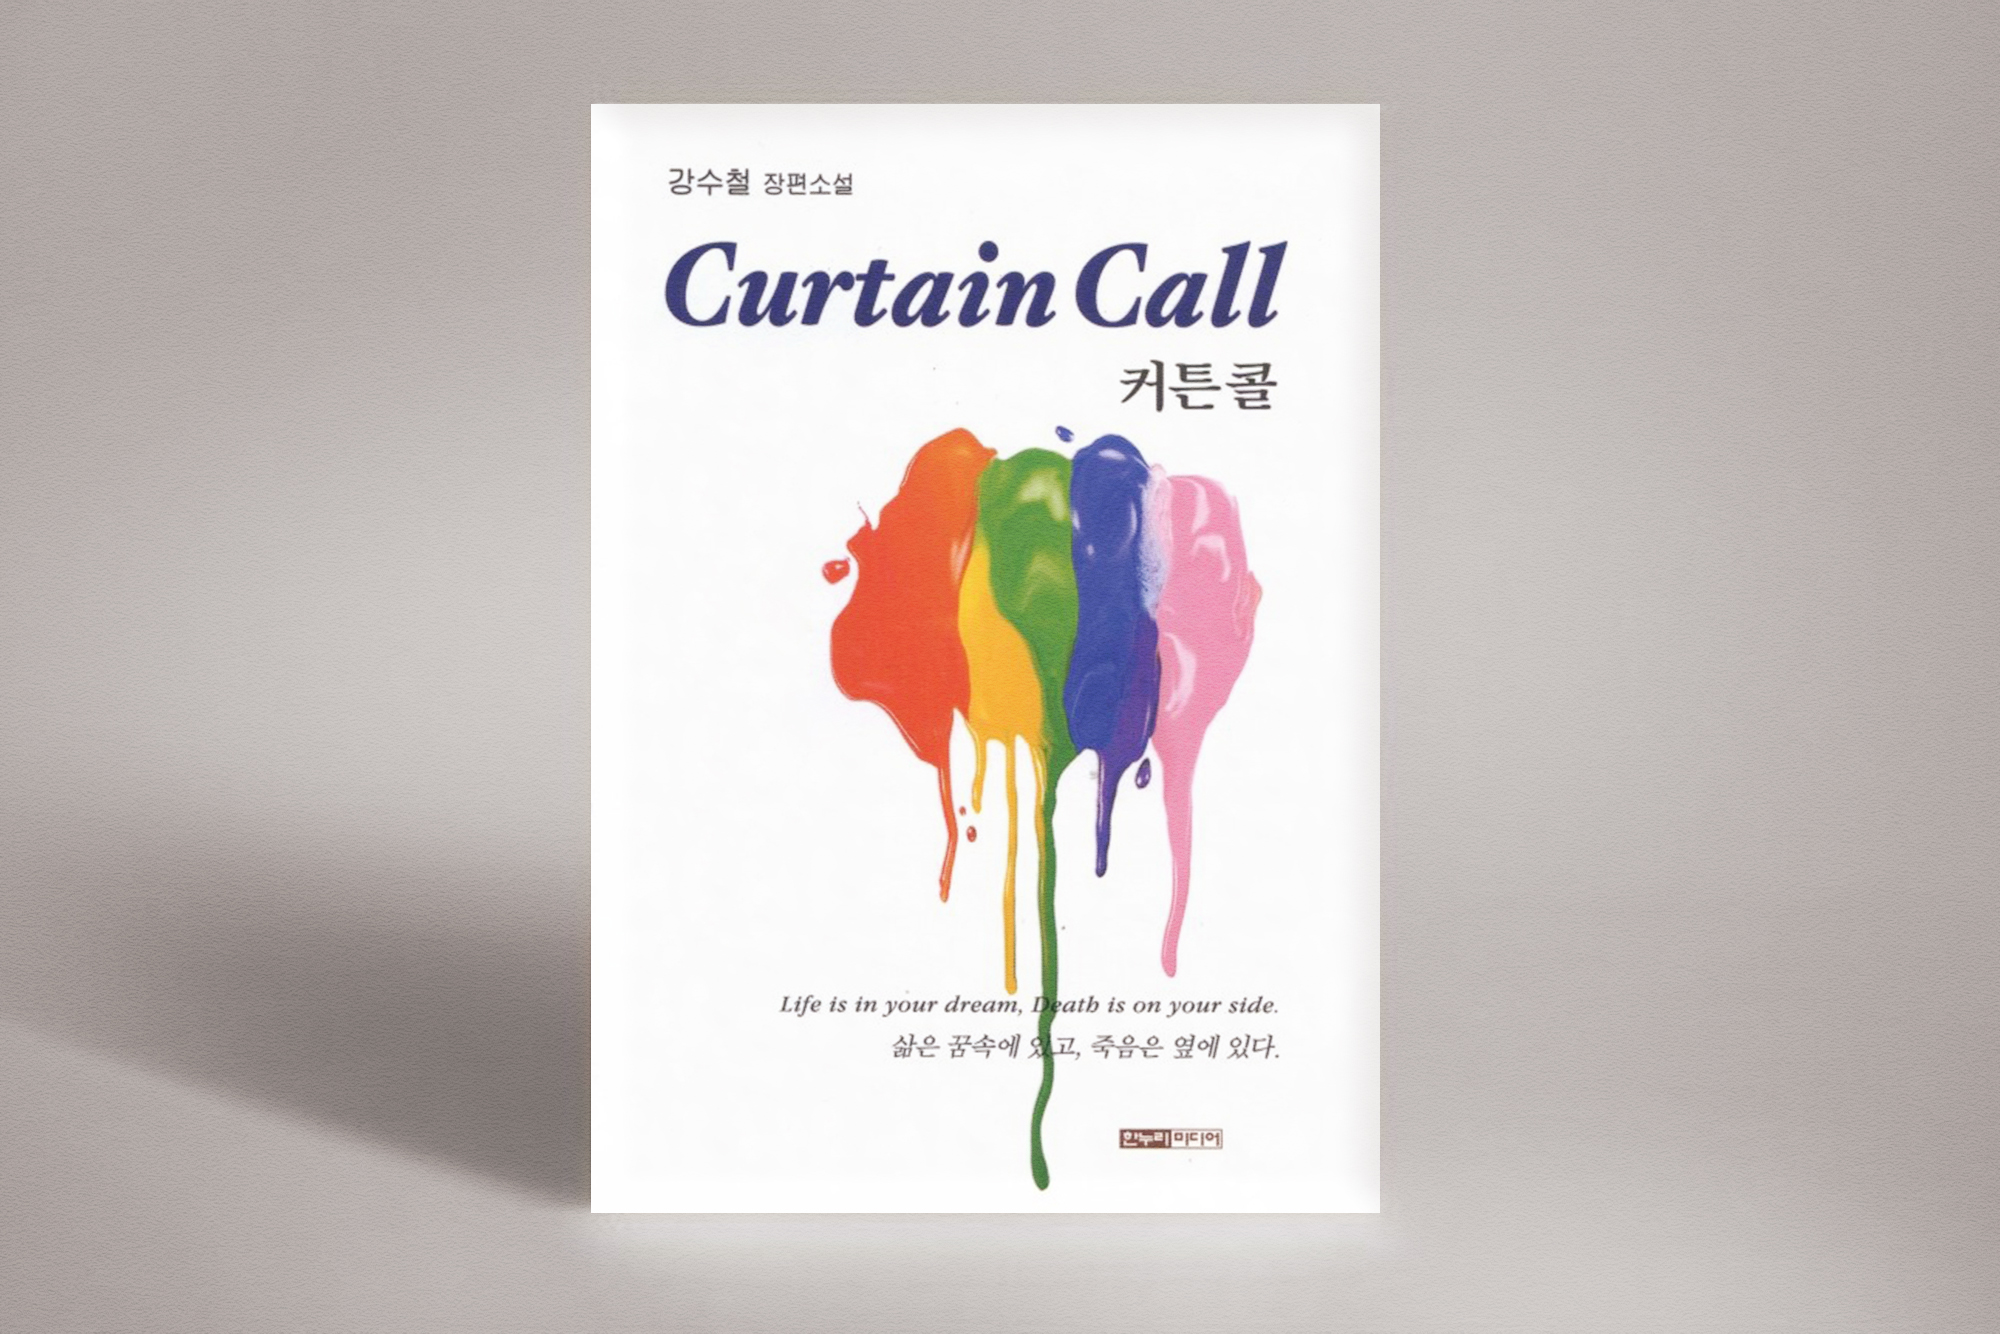 강수철 장편소설
Curtain Call
커튼콜
Life is in your dream, Death is on your side.
삶은 꿈속에 있고, 죽음은 옆에 있다.
한누리미디어